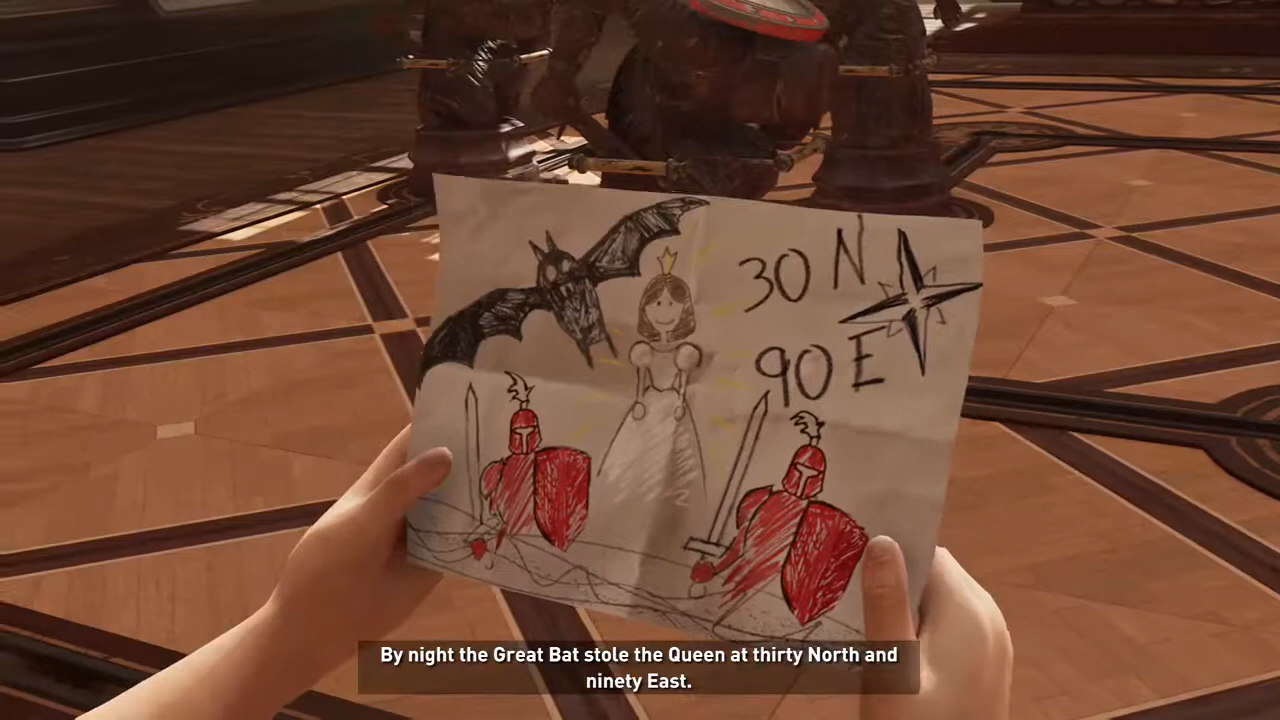 30 N
90 E
By night the Great Bat stole the Queen at thirty North and
ninety East.